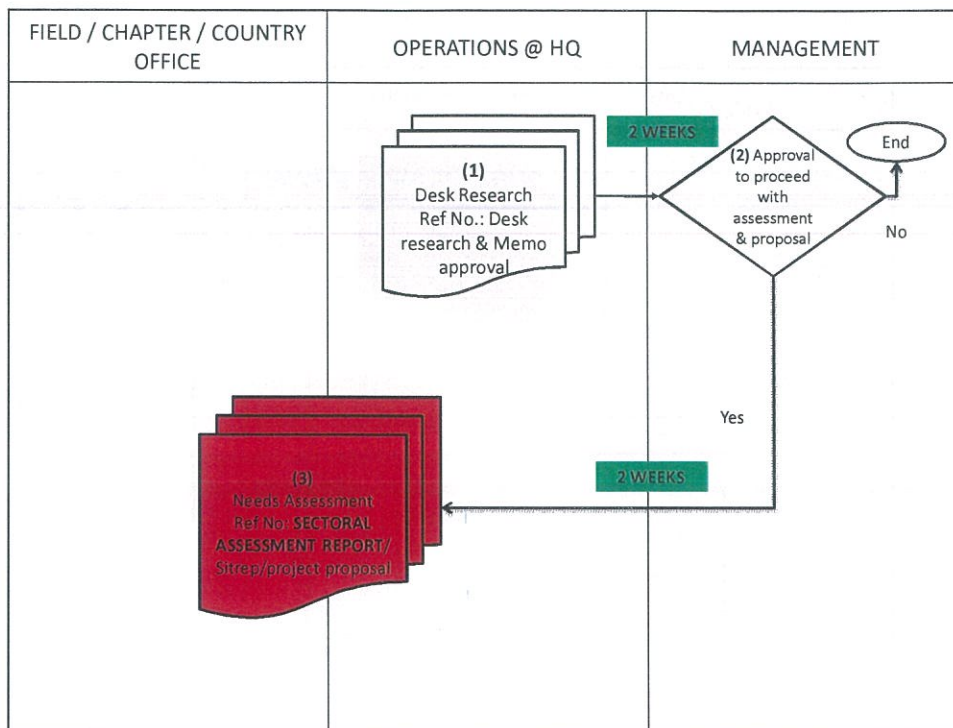 FIELD / CHAPTER / COUNTRY
OFFICE
OPERATIONS @ HQ
MANAGEMENT
(1)
Desk Research
Ref No.: Desk
research & Memo
approval
2 WEEKS
(2) Approval
to proceed
with
assessment
& proposal
End
No
Yes
2 WEEKS
(3)
Needs Assessment
Ref No: SECTORAL
ASSESSMENT REPORT/
Sitrep/project proposal